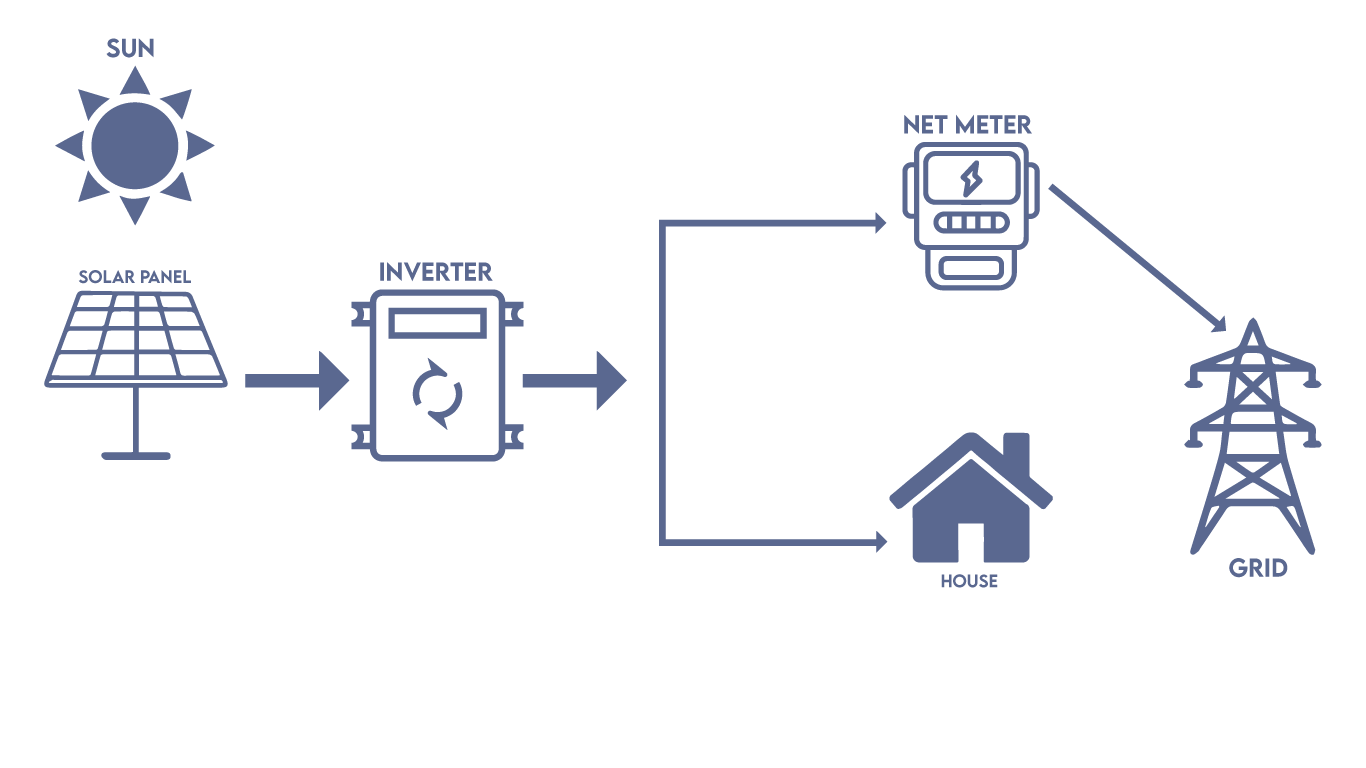 SUN
SOLAR PANEL
INVERTER
NET METER
HOUSE
GRID